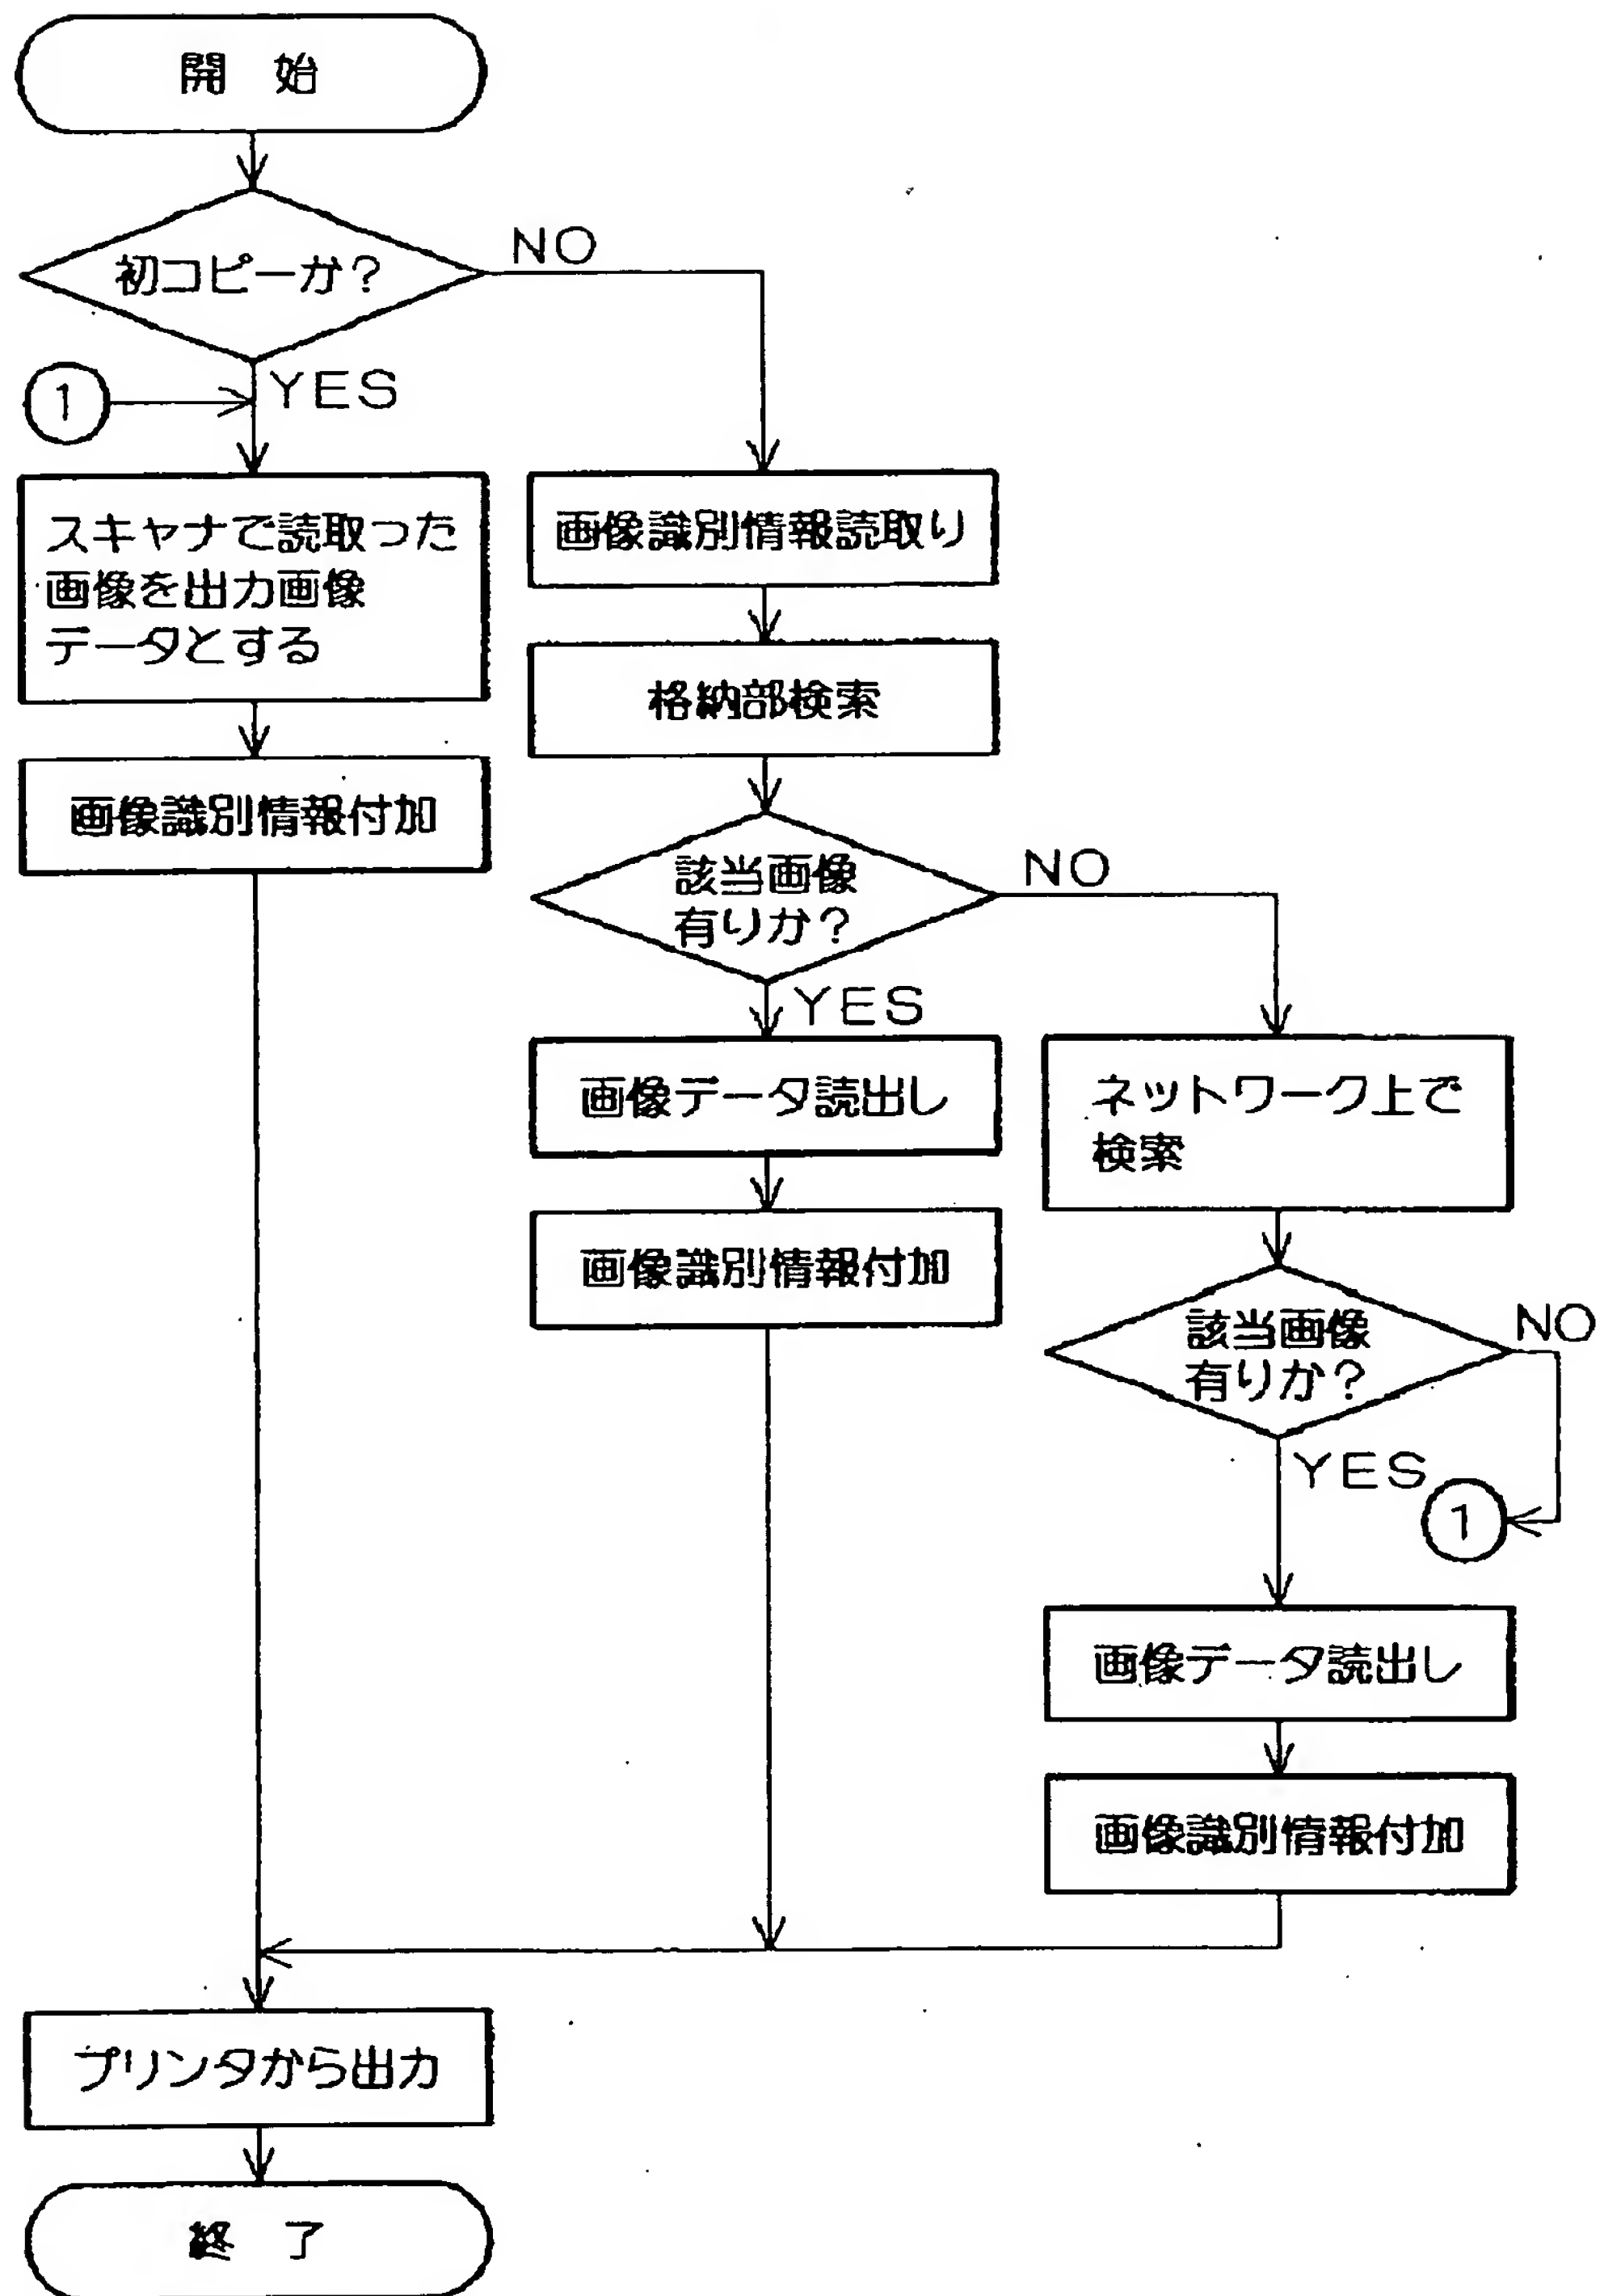 開 始
初コピーか?
NO
YES
1
スキャナで読取った
画像を出力画像
データとする
画像識別情報付加
画像識別情報読取り
格納部検索
該当画像
有りか?
NO
YES
画像データ読出し
画像識別情報付加
ネットワーク上で
検索
該当画像
有りか?
NO
YES
1
画像データ読出し
画像識別情報付加
プリンタから出力
終 了